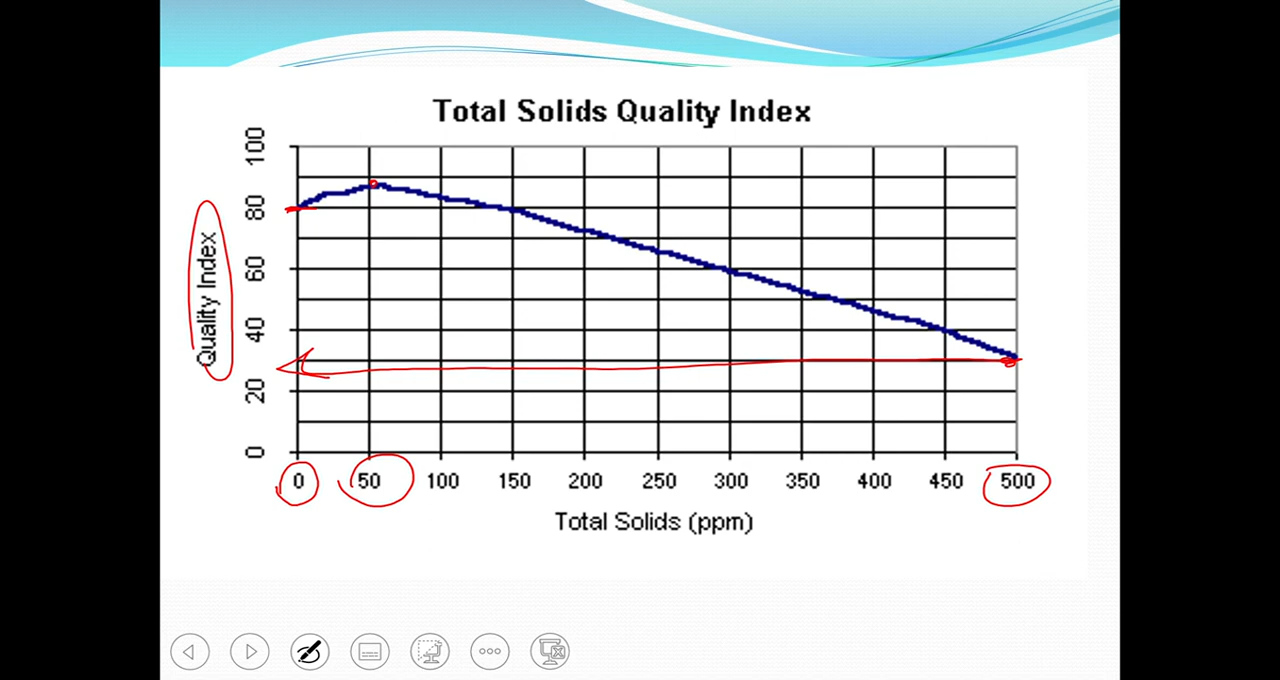 Total Solids Quality Index
100
80
60
40
20
0
Quality Index
0 50 100 150 200 250 300 350 400 450 500
Total Solids (ppm)